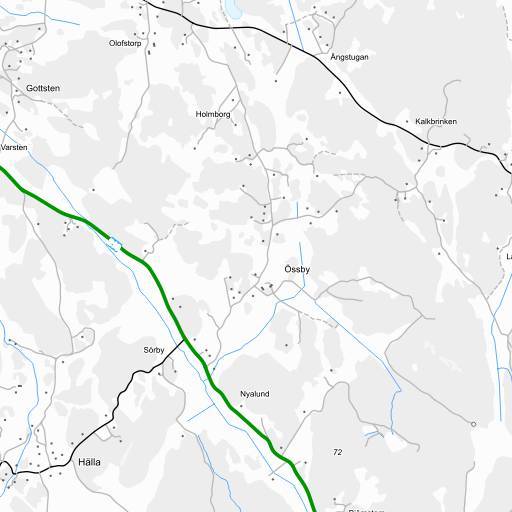 Olofstorp
Ängstugan
Gottsten
Holmborg
Kalkbrinken
Varsten
Össby
Sörby
Nyalund
72
Hälla